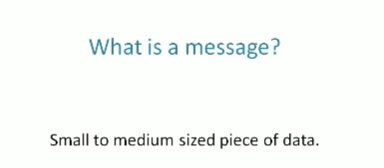 What is a message?
Small to medium sized piece of data.